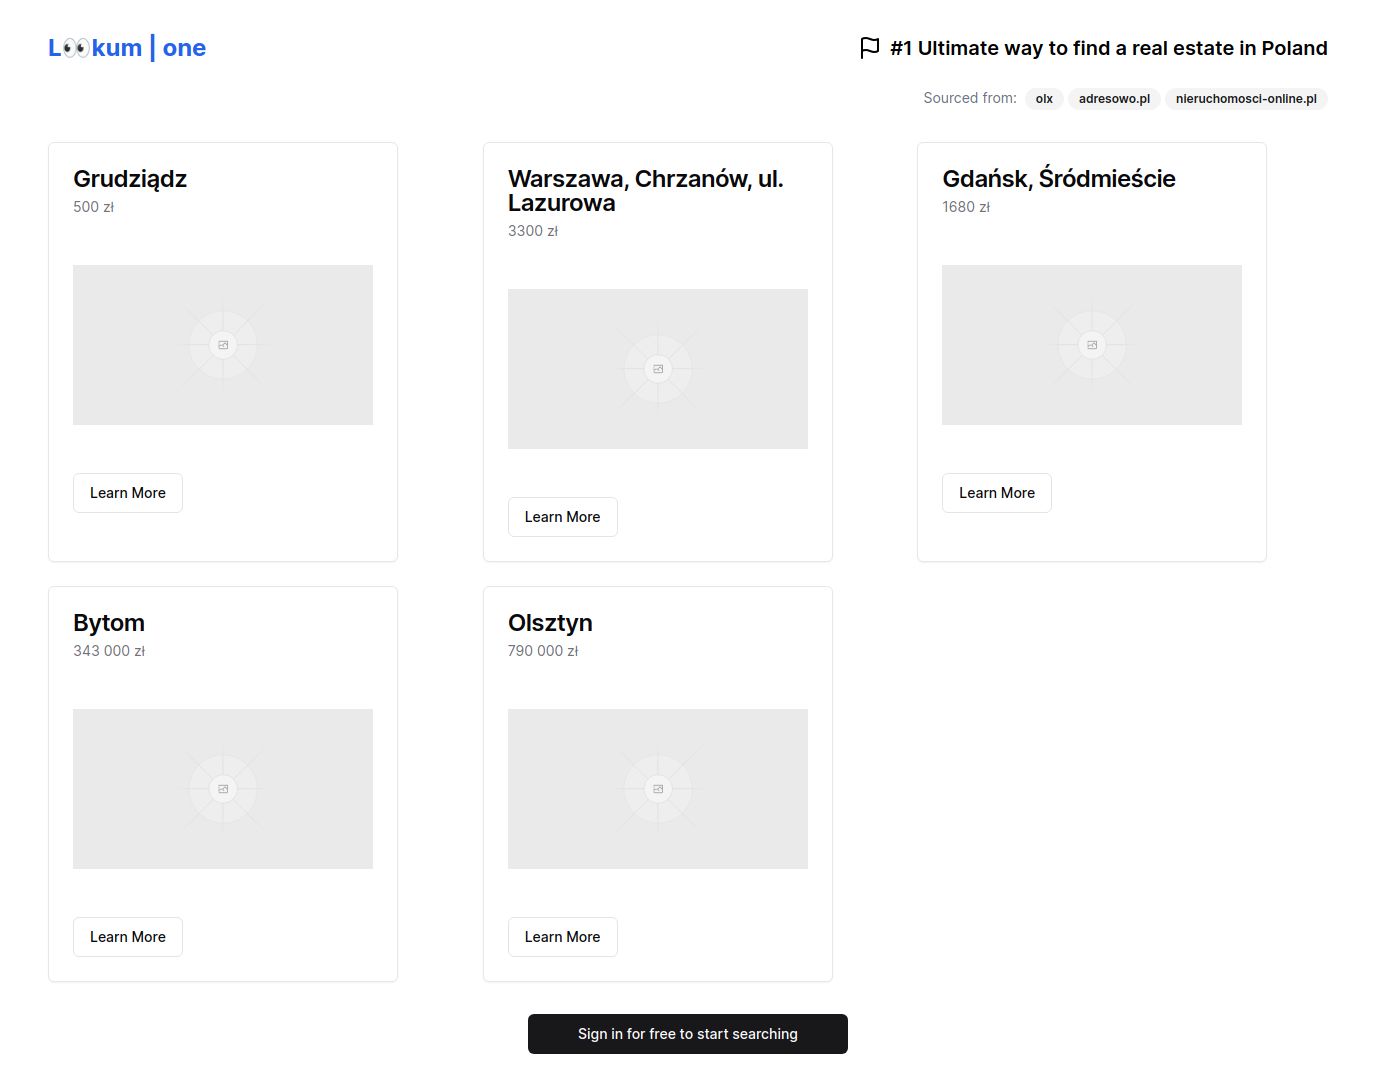 L👀kum | one
#1 Ultimate way to find a real estate in Poland
Sourced from: olx adresowo.pl nieruchomosci-online.pl
Grudziądz
500 zł
Learn More
Warszawa, Chrzanów, ul.
Lazurowa
3300 zł
Learn More
Gdańsk, Śródmieście
1680 zł
Learn More
Bytom
343 000 zł
Learn More
Olsztyn
790 000 zł
Learn More
Sign in for free to start searching